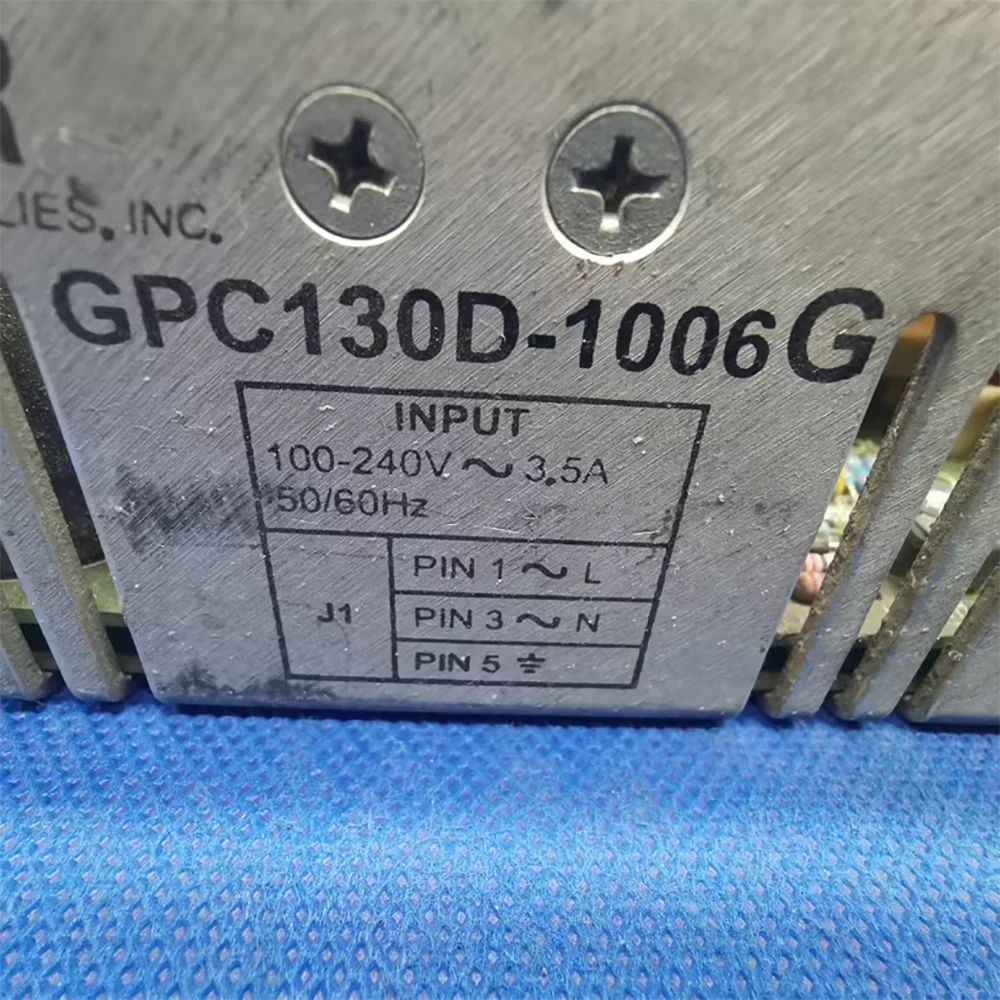 R
LIES, INC.
GPC130D-1006G
INPUT
100-240V ~ 3.5A
50/60Hz
J1
PIN 1 ~ L
PIN 3 ~ N
PIN 5 ⏚